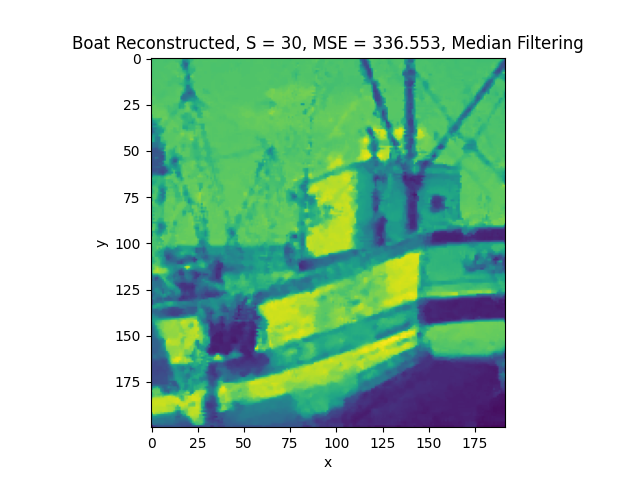 Boat Reconstructed, S = 30, MSE = 336.553, Median Filtering
0
25
50
75
100
125
150
175
y
0 25 50 75 100 125 150 175
x